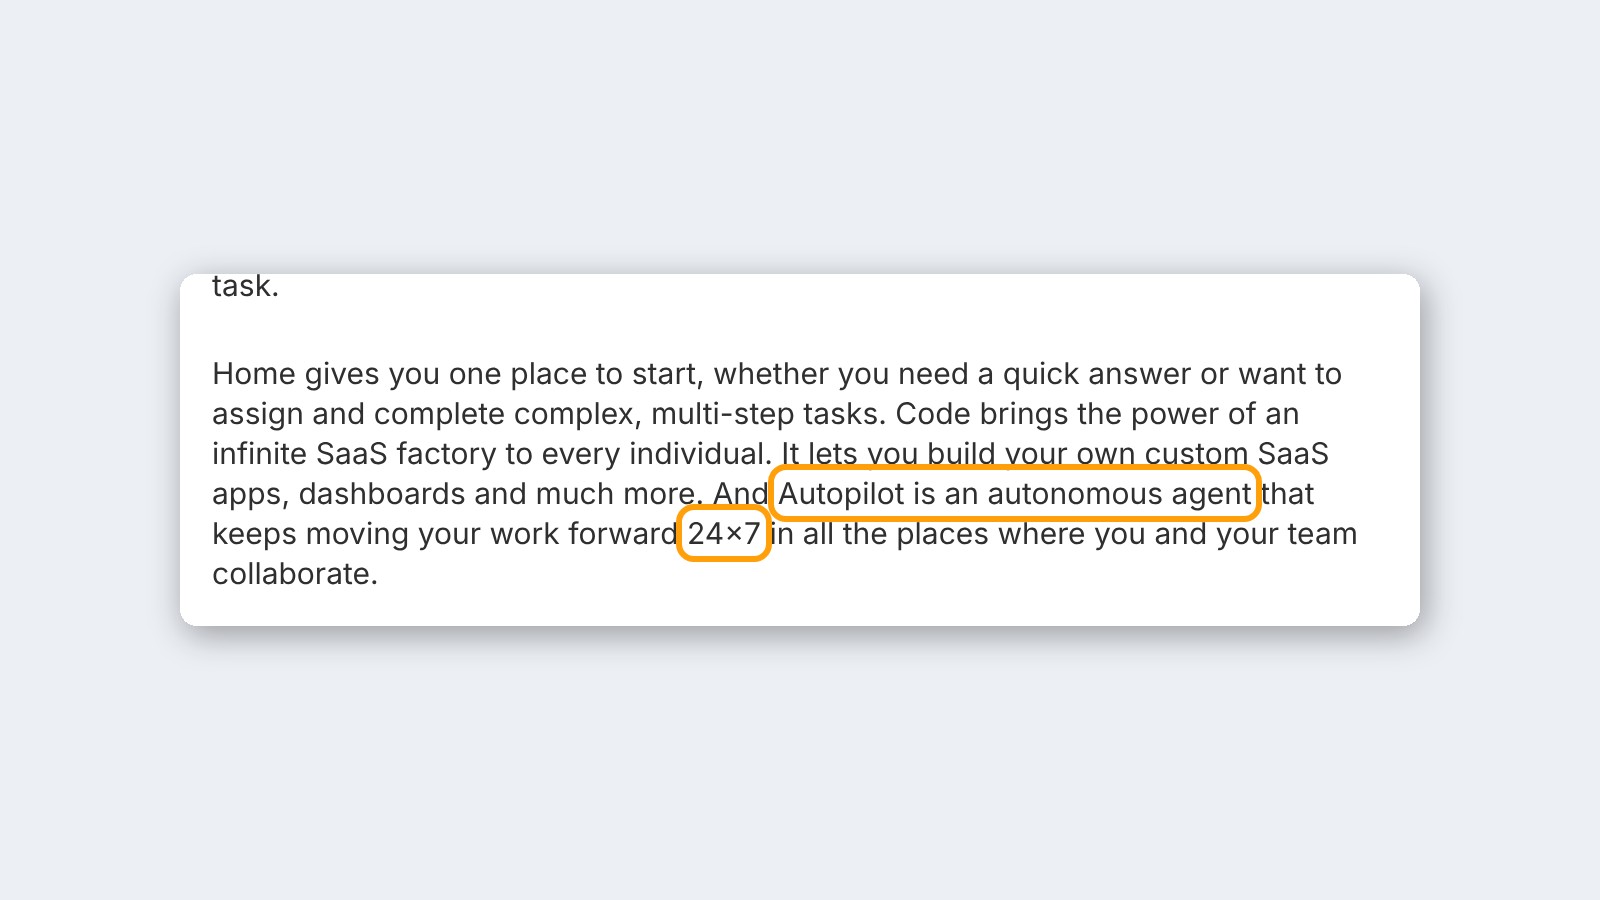 task.
Home gives you one place to start, whether you need a quick answer or want to
assign and complete complex, multi-step tasks. Code brings the power of an
infinite SaaS factory to every individual. It lets you build your own custom SaaS
apps, dashboards and much more. And Autopilot is an autonomous agent that
keeps moving your work forward 24×7 in all the places where you and your team
collaborate.